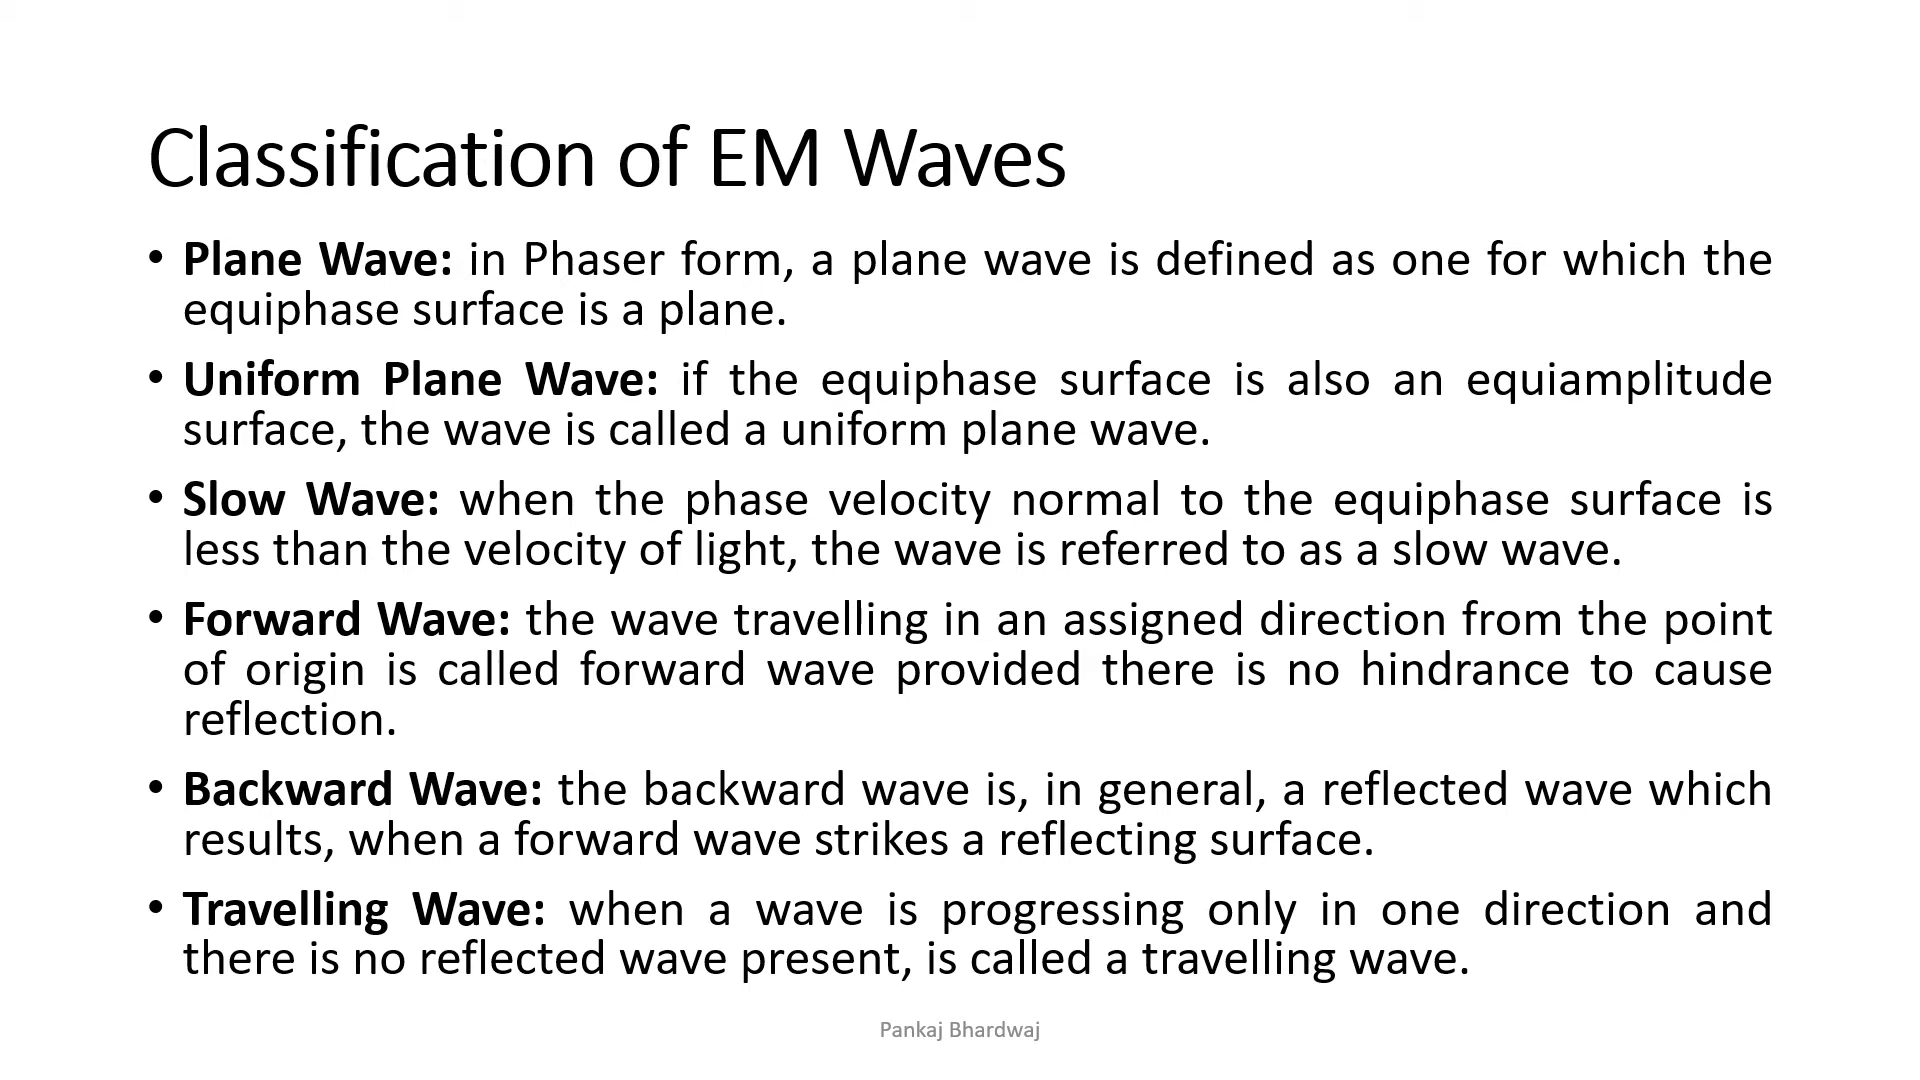 Classification of EM Waves
• Plane Wave: in Phaser form, a plane wave is defined as one for which the
equiphase surface is a plane.
• Uniform Plane Wave: if the equiphase surface is also an equiamplitude
surface, the wave is called a uniform plane wave.
• Slow Wave: when the phase velocity normal to the equiphase surface is
less than the velocity of light, the wave is referred to as a slow wave.
• Forward Wave: the wave travelling in an assigned direction from the point
of origin is called forward wave provided there is no hindrance to cause
reflection.
• Backward Wave: the backward wave is, in general, a reflected wave which
results, when a forward wave strikes a reflecting surface.
• Travelling Wave: when a wave is progressing only in one direction and
there is no reflected wave present, is called a travelling wave.
Pankaj Bhardwaj